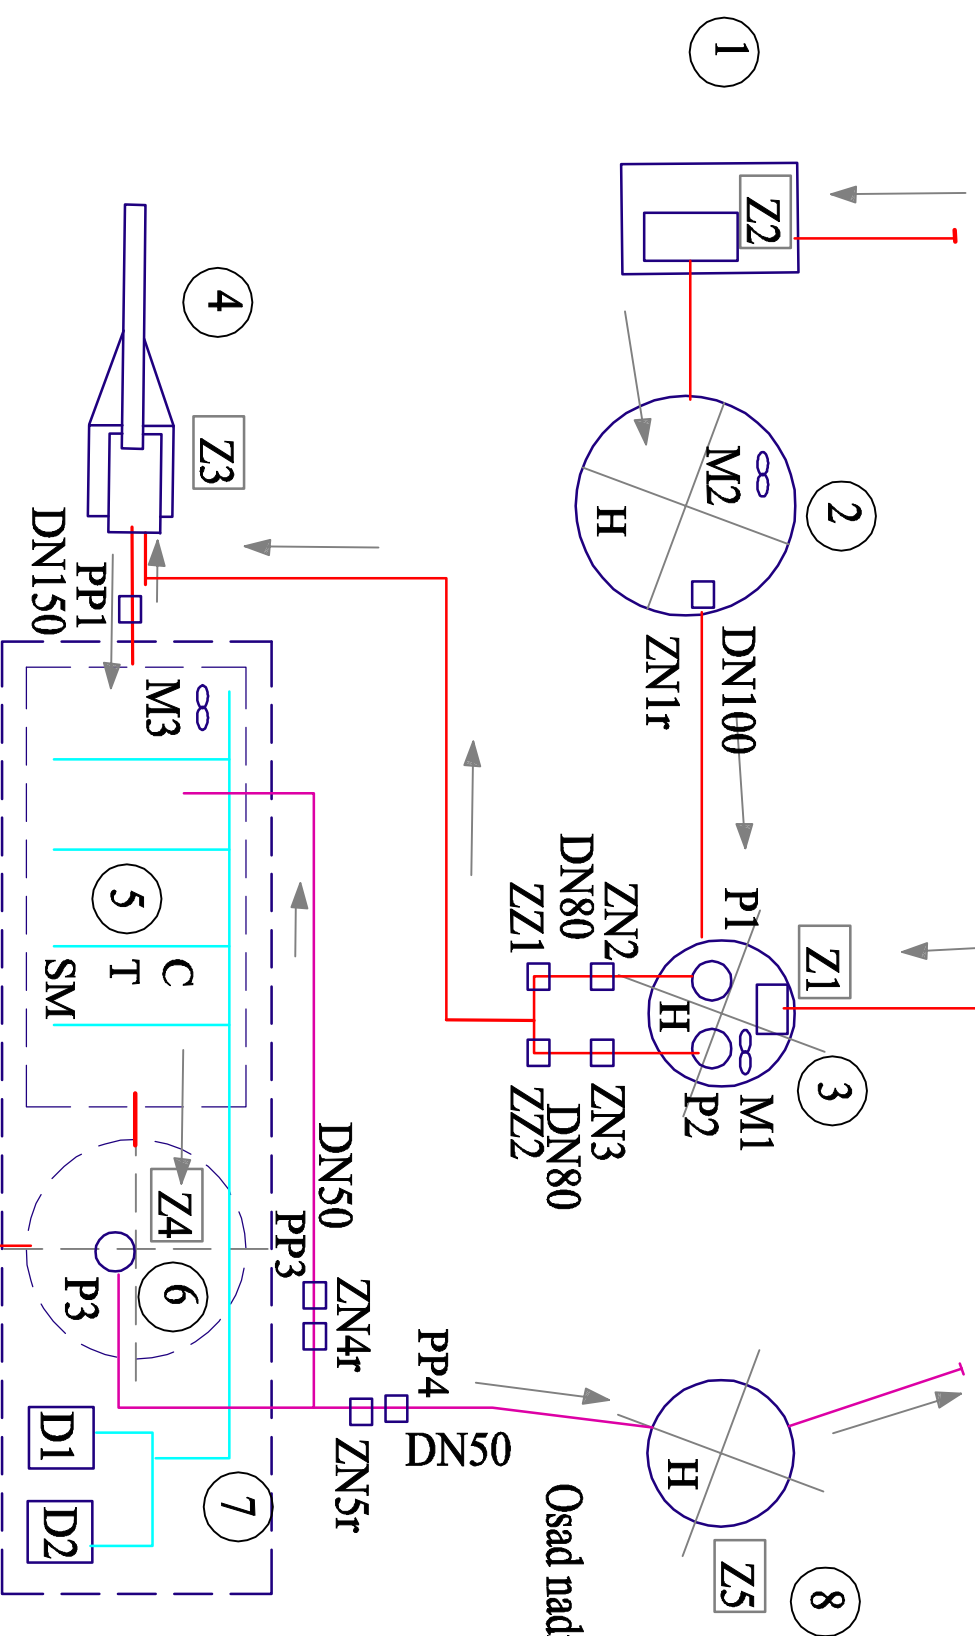 1
Z2
4
2
M2
H
Z3
DN150
PP1
ZN1r
DN100
M3
P1
Z1
DN80
ZZ1
ZN2
H
5
C
T
SM
3
P2
M1
ZZ2
DN80
ZN3
DN50
PP3
Z4
6
P3
ZN4r
PP4
DN50
ZN5r
D1
D2
7
H
Osad nad
Z5
8